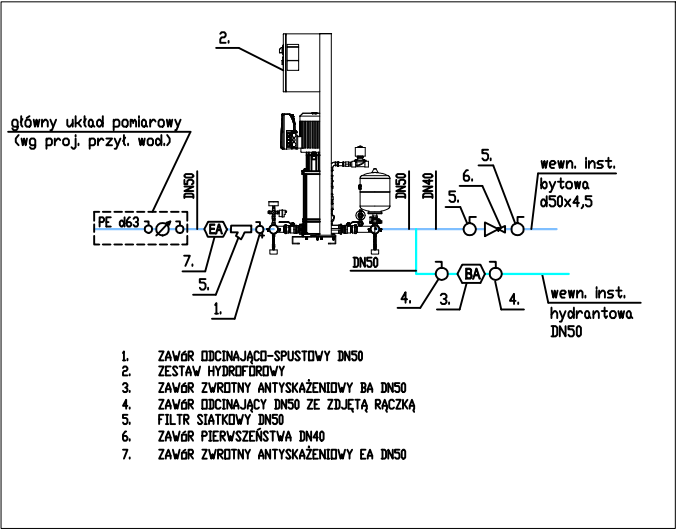 2.
główny układ pomiarowy
(wg proj. przył. wod.)
PE d63
DN50
EA
7.
5.
1.
DN50
DN40
5.
6.
5.
wewn. inst.
bytowa
d50x4,5
DN50
4.
BA
3.
4.
wewn. inst.
hydrantowa
DN50
1. ZAWÓR ODCINAJĄCO-SPUSTOWY DN50
2. ZESTAW HYDROFOROWY
3. ZAWÓR ZWROTNY ANTYSKAŻENIOWY BA DN50
4. ZAWÓR ODCINAJĄCY DN50 ZE ZDJĘTĄ RĄCZKĄ
5. FILTR SIATKOWY DN50
6. ZAWÓR PIERWSZEŃSTWA DN40
7. ZAWÓR ZWROTNY ANTYSKAŻENIOWY EA DN50